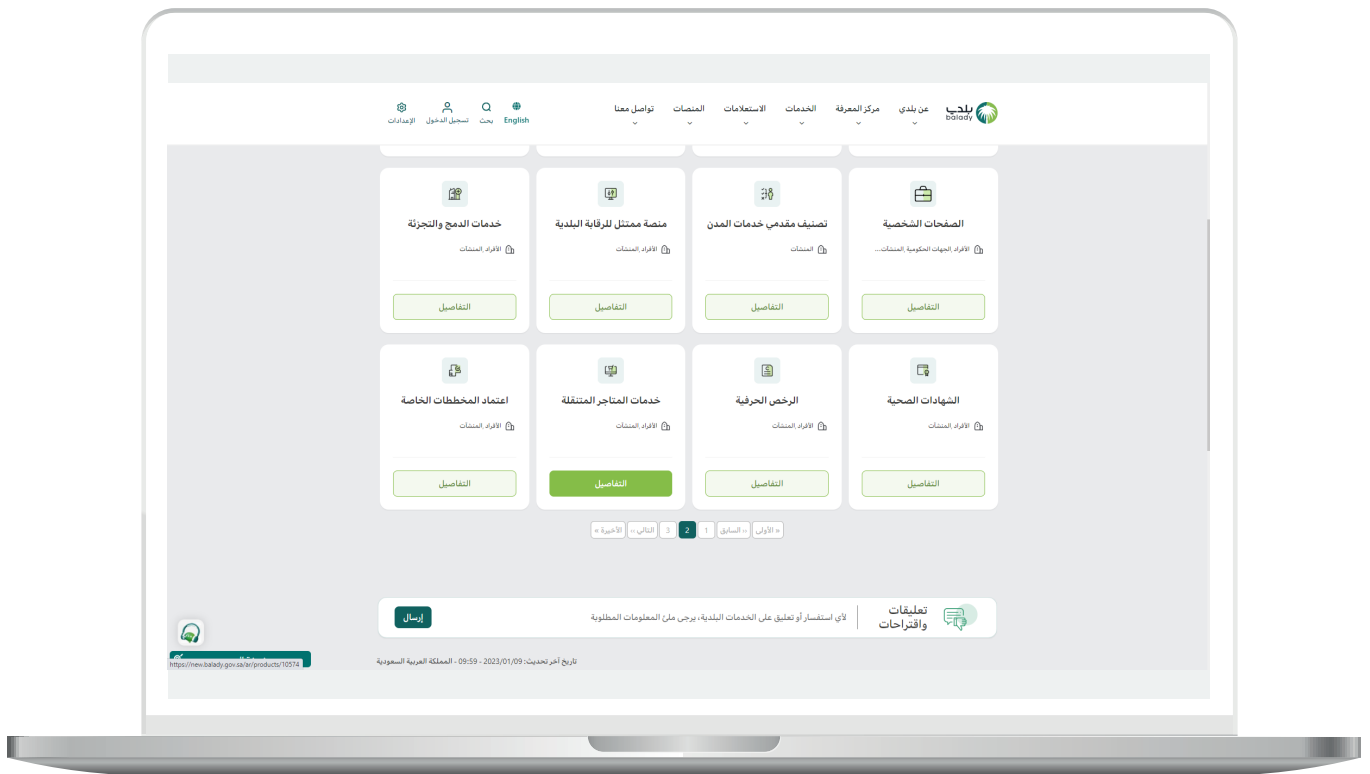 بلدي
balady
عن بلدي
مركز المعرفة
الخدمات
الاستعلامات
المنصات
تواصل معنا
English
بحث
تسجيل الدخول
الإعدادات
الصفحات الشخصية
الأفراد ,الجهات الحكومية ,المنشآت...
التفاصيل
تصنيف مقدمي خدمات المدن
المنشآت
التفاصيل
منصة ممتثل للرقابة البلدية
الأفراد ,المنشآت
التفاصيل
خدمات الدمج والتجزئة
الأفراد ,المنشآت
التفاصيل
الشهادات الصحية
الأفراد ,المنشآت
التفاصيل
الرخص الحرفية
الأفراد ,المنشآت
التفاصيل
خدمات المتاجر المتنقلة
الأفراد ,المنشآت
التفاصيل
اعتماد المخططات الخاصة
الأفراد ,المنشآت
التفاصيل
« الأولى ‹‹ السابق 1 2 3 التالي ›› الأخيرة »
تعليقات
واقتراحات
لأي استفسار أو تعليق على الخدمات البلدية، يرجى ملئ المعلومات المطلوبة
إرسال
تاريخ آخر تحديث: 2023/01/09 - 09:59 - المملكة العربية السعودية
https://new.balady.gov.sa/ar/products/10574